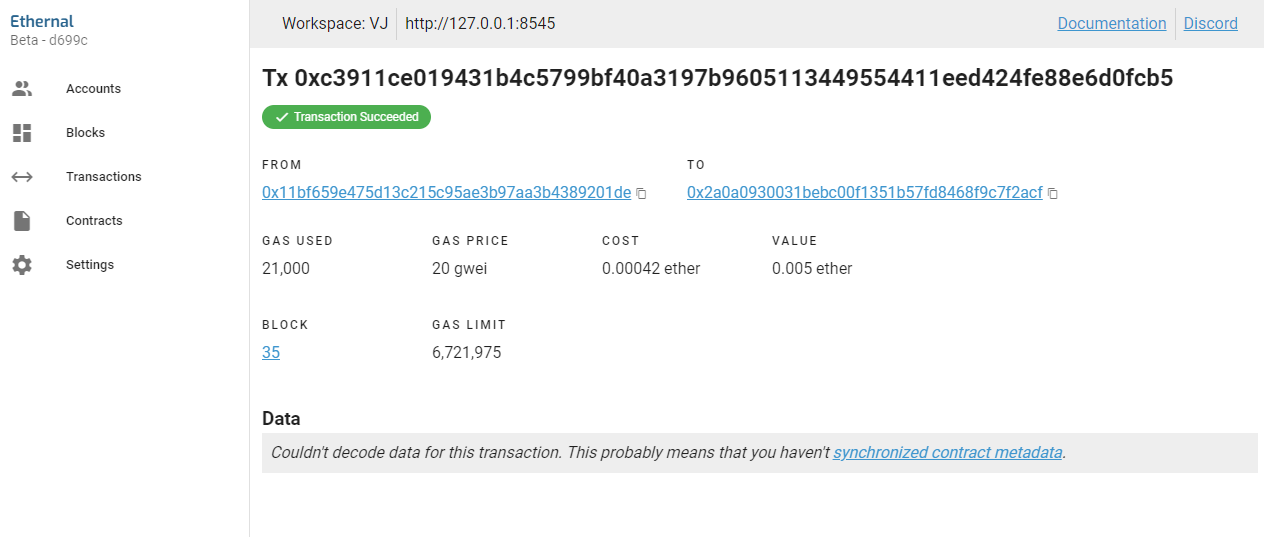 Ethernal
Beta - d699c
Workspace: VJ http://127.0.0.1:8545 Documentation Discord
Accounts
Blocks
Transactions
Contracts
Settings
Tx 0xc3911ce019431b4c5799bf40a3197b9605113449554411eed424fe88e6d0fcb5
Transaction Succeeded
FROM TO
0x11bf659e475d13c215c95ae3b97aa3b4389201de 0x2a0a0930031bebc00f1351b57fd8468f9c7f2acf
GAS USED GAS PRICE COST VALUE
21,000 20 gwei 0.00042 ether 0.005 ether
BLOCK GAS LIMIT
35 6,721,975
Data
Couldn't decode data for this transaction. This probably means that you haven't synchronized contract metadata.